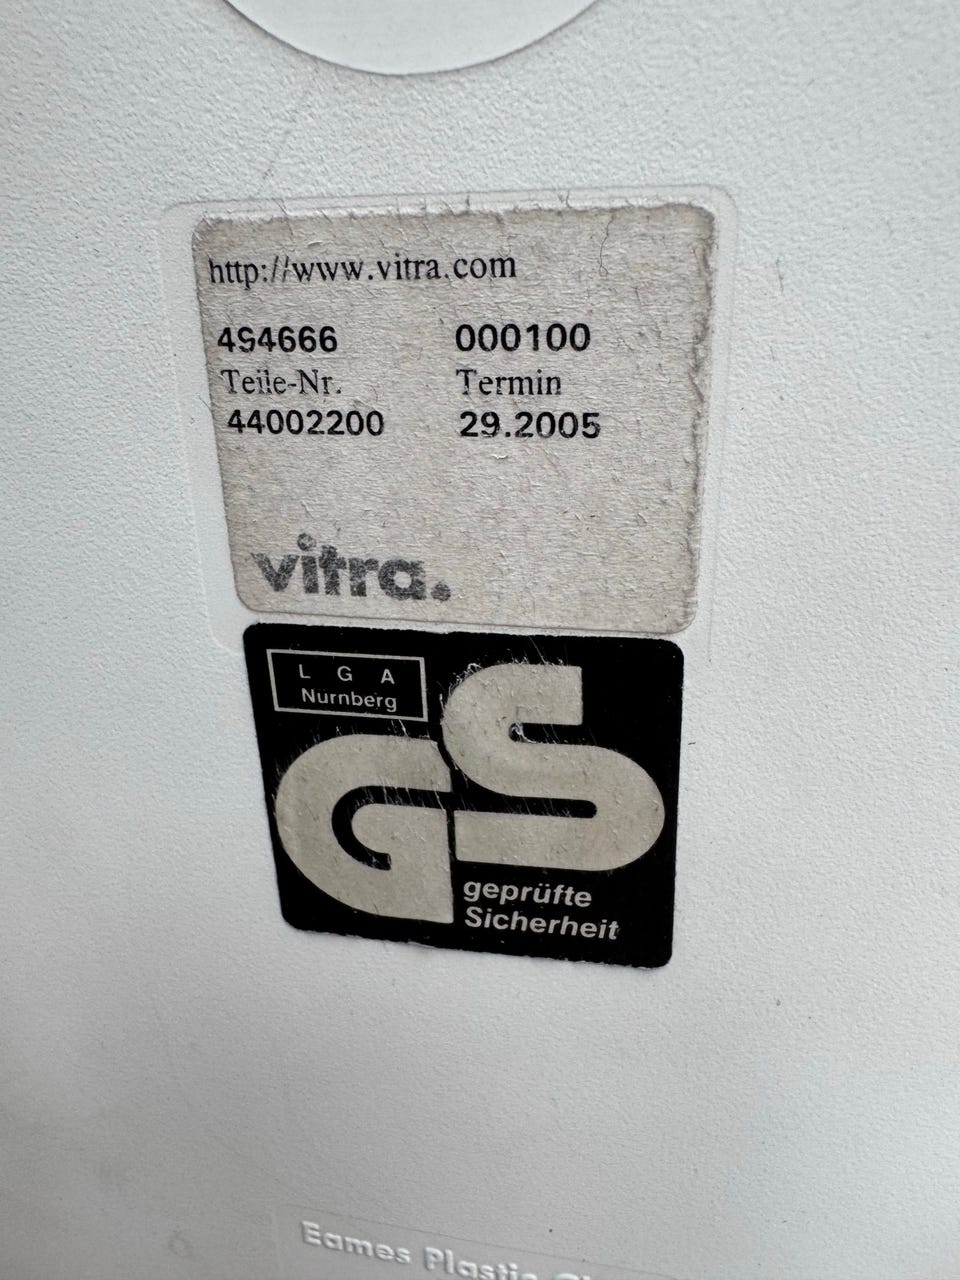 http://www.vitra.com
494666 000100
Teile-Nr. Termin
44002200 29.2005
vitra.
LGA
Nurnberg
GS
geprüfte
Sicherheit
Eames Plastic